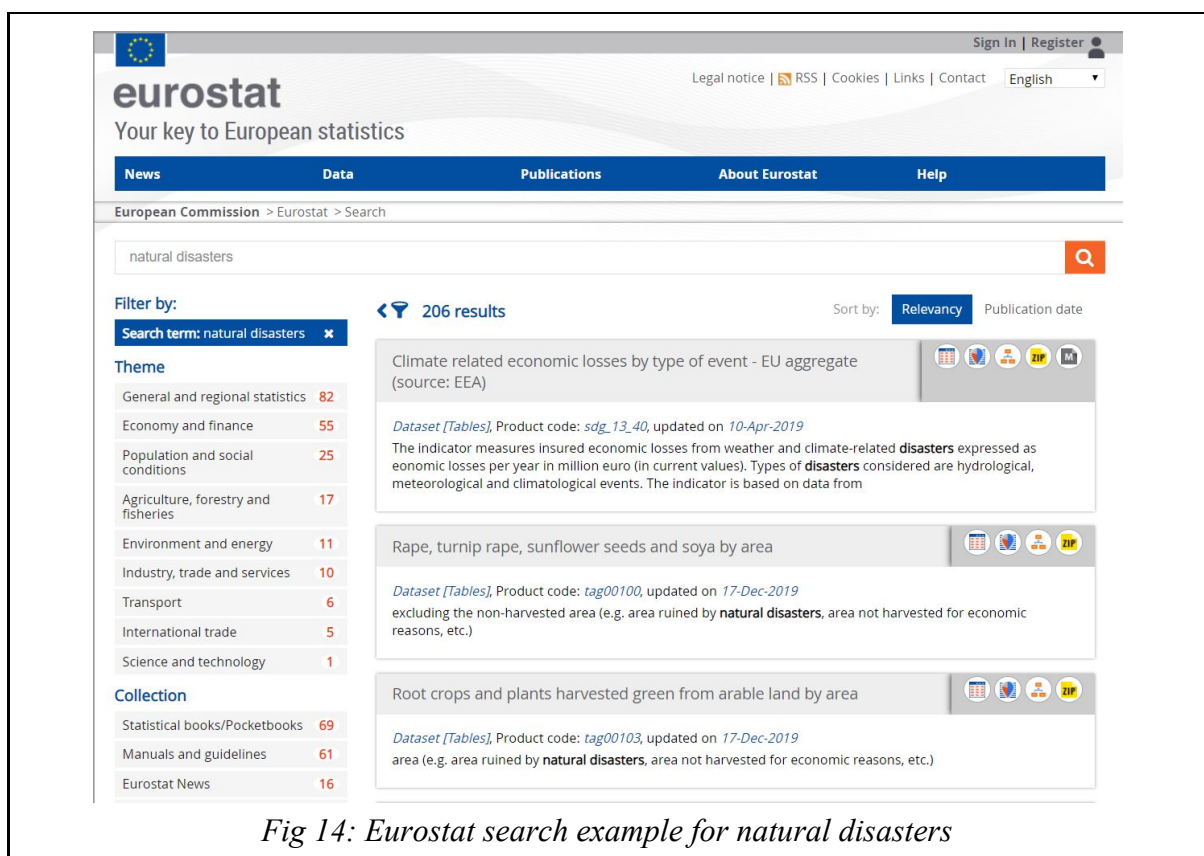 Sign In | Register
eurostat
Legal notice | RSS | Cookies | Links | Contact English
Your key to European statistics
News Data Publications About Eurostat Help
European Commission > Eurostat > Search
natural disasters
Filter by:
206 results Sort by: Relevancy Publication date
Search term: natural disasters ×
Theme
General and regional statistics 82
Economy and finance 55
Population and social
conditions 25
Agriculture, forestry and
fisheries 17
Environment and energy 11
Industry, trade and services 10
Transport 6
International trade 5
Science and technology 1
Collection
Statistical books/Pocketbooks 69
Manuals and guidelines 61
Eurostat News 16
Climate related economic losses by type of event - EU aggregate
(source: EEA)
ZIP M
Dataset [Tables], Product code: sdg_13_40, updated on 10-Apr-2019
The indicator measures insured economic losses from weather and climate-related disasters expressed as
eonomic losses per year in million euro (in current values). Types of disasters considered are hydrological,
meteorological and climatological events. The indicator is based on data from
Rape, turnip rape, sunflower seeds and soya by area
ZIP
Dataset [Tables], Product code: tag00100, updated on 17-Dec-2019
excluding the non-harvested area (e.g. area ruined by natural disasters, area not harvested for economic
reasons, etc.)
Root crops and plants harvested green from arable land by area
ZIP
Dataset [Tables], Product code: tag00103, updated on 17-Dec-2019
area (e.g. area ruined by natural disasters, area not harvested for economic reasons, etc.)
Fig 14: Eurostat search example for natural disasters